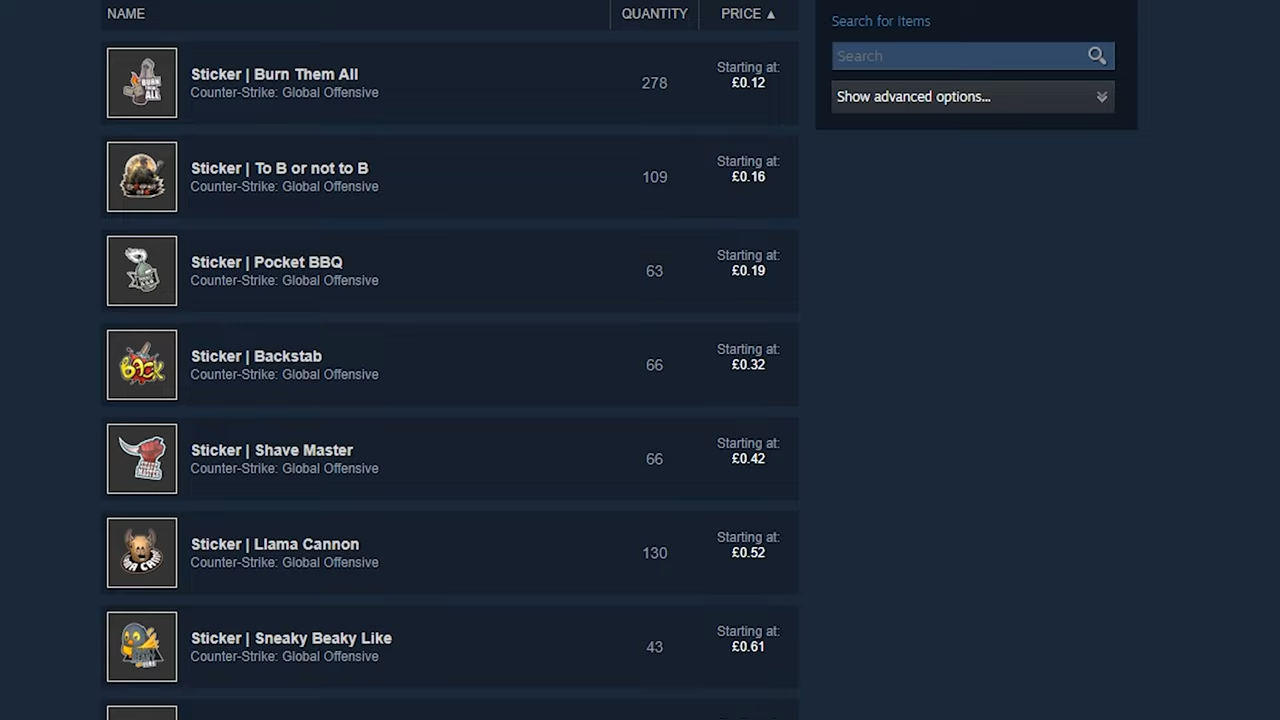 NAME QUANTITY PRICE ▲
Sticker | Burn Them All
Counter-Strike: Global Offensive
278
Starting at:
£0.12
Sticker | To B or not to B
Counter-Strike: Global Offensive
109
Starting at:
£0.16
Sticker | Pocket BBQ
Counter-Strike: Global Offensive
63
Starting at:
£0.19
Sticker | Backstab
Counter-Strike: Global Offensive
66
Starting at:
£0.32
Sticker | Shave Master
Counter-Strike: Global Offensive
66
Starting at:
£0.42
Sticker | Llama Cannon
Counter-Strike: Global Offensive
130
Starting at:
£0.52
Sticker | Sneaky Beaky Like
Counter-Strike: Global Offensive
43
Starting at:
£0.61
Search for Items
Search
Show advanced options...
BURN
ALL
BACK